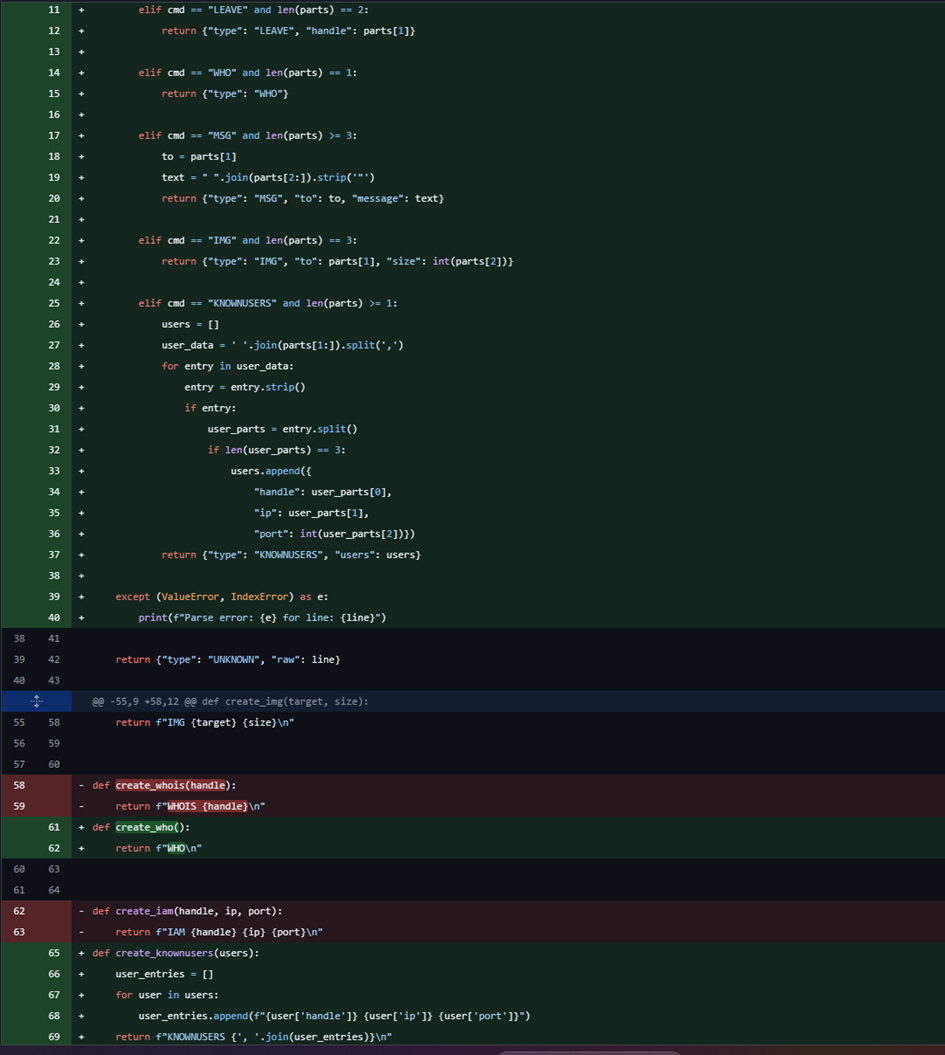 11 + elif cmd == "LEAVE" and len(parts) == 2:
12 + return {"type": "LEAVE", "handle": parts[1]}
13 +
14 + elif cmd == "WHO" and len(parts) == 1:
15 + return {"type": "WHO"}
16 +
17 + elif cmd == "MSG" and len(parts) >= 3:
18 + to = parts[1]
19 + text = " ".join(parts[2:]).strip('"')
20 + return {"type": "MSG", "to": to, "message": text}
21 +
22 + elif cmd == "IMG" and len(parts) == 3:
23 + return {"type": "IMG", "to": parts[1], "size": int(parts[2])}
24 +
25 + elif cmd == "KNOWNUSERS" and len(parts) >= 1:
26 + users = []
27 + user_data = ' '.join(parts[1:]).split(',')
28 + for entry in user_data:
29 + entry = entry.strip()
30 + if entry:
31 + user_parts = entry.split()
32 + if len(user_parts) == 3:
33 + users.append({
34 + "handle": user_parts[0],
35 + "ip": user_parts[1],
36 + "port": int(user_parts[2])})
37 + return {"type": "KNOWNUSERS", "users": users}
38 +
39 + except (ValueError, IndexError) as e:
40 + print(f"Parse error: {e} for line: {line}")
38 41
39 42 return {"type": "UNKNOWN", "raw": line}
40 43
@@ -55,9 +58,12 @@ def create_img(target, size):
55 58 return f"IMG {target} {size}\n"
56 59
57 60
58 - def create_whois(handle):
59 - return f"WHOIS {handle}\n"
61 + def create_who():
62 + return f"WHO\n"
60 63
61 64
62 - def create_iam(handle, ip, port):
63 - return f"IAM {handle} {ip} {port}\n"
65 + def create_knownusers(users):
66 + user_entries = []
67 + for user in users:
68 + user_entries.append(f"{user['handle']} {user['ip']} {user['port']}")
69 + return f"KNOWNUSERS {', '.join(user_entries)}\n"